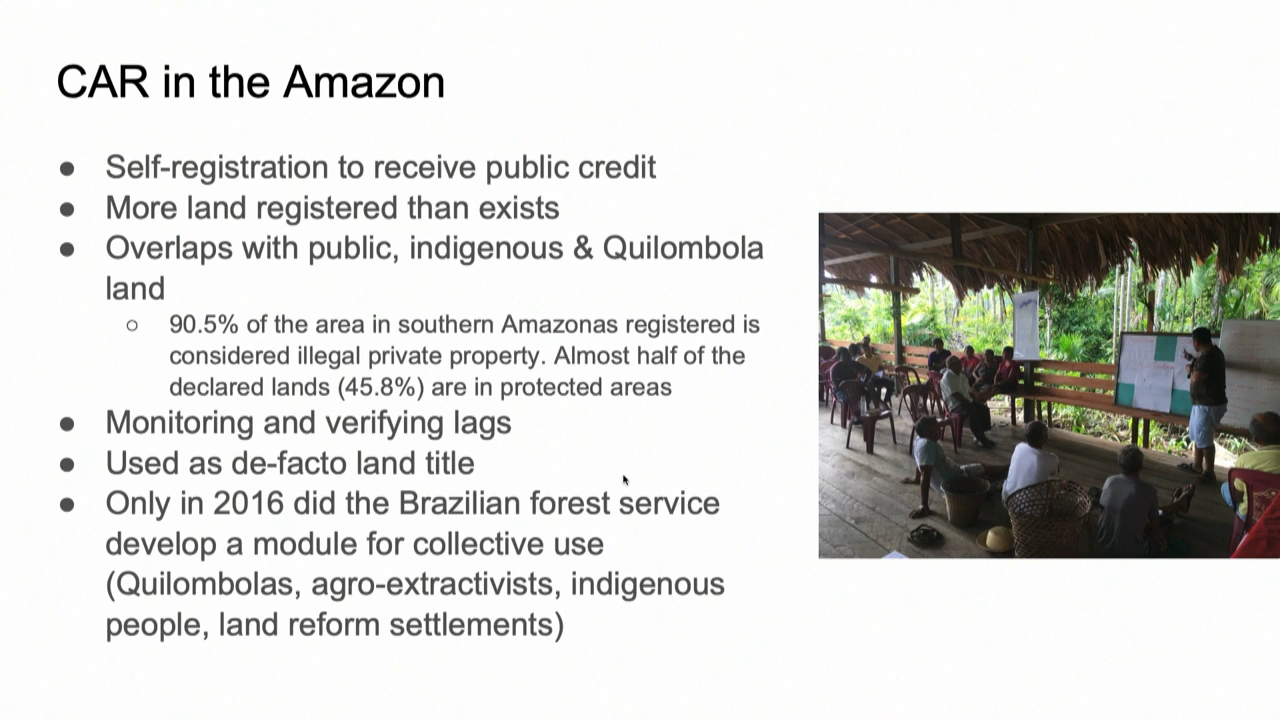 CAR in the Amazon
● Self-registration to receive public credit
● More land registered than exists
● Overlaps with public, indigenous & Quilombola
land
○ 90.5% of the area in southern Amazonas registered is
considered illegal private property. Almost half of the
declared lands (45.8%) are in protected areas
● Monitoring and verifying lags
● Used as de-facto land title
● Only in 2016 did the Brazilian forest service
develop a module for collective use
(Quilombolas, agro-extractivists, indigenous
people, land reform settlements)